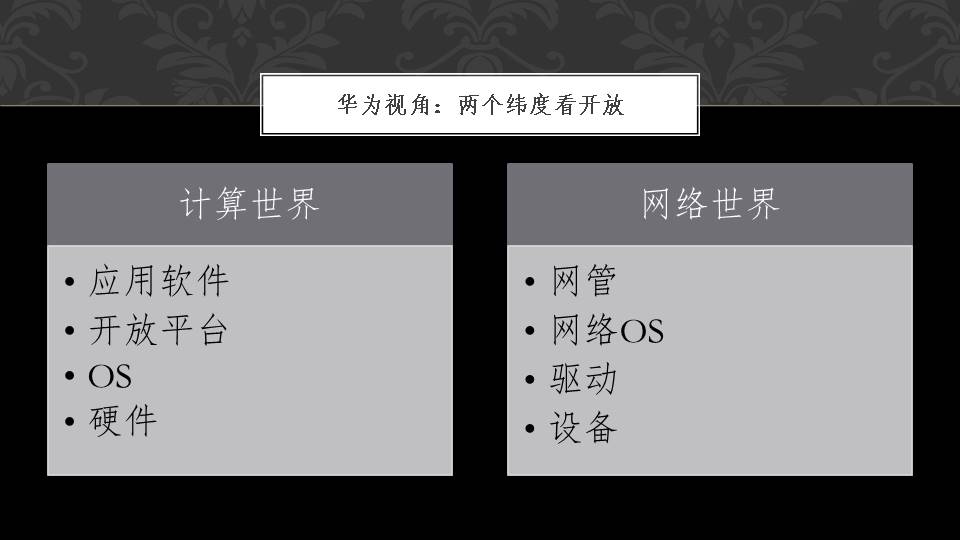 华为视角：两个纬度看开放
计算世界
• 应用软件
• 开放平台
• OS
• 硬件
网络世界
• 网管
• 网络OS
• 驱动
• 设备